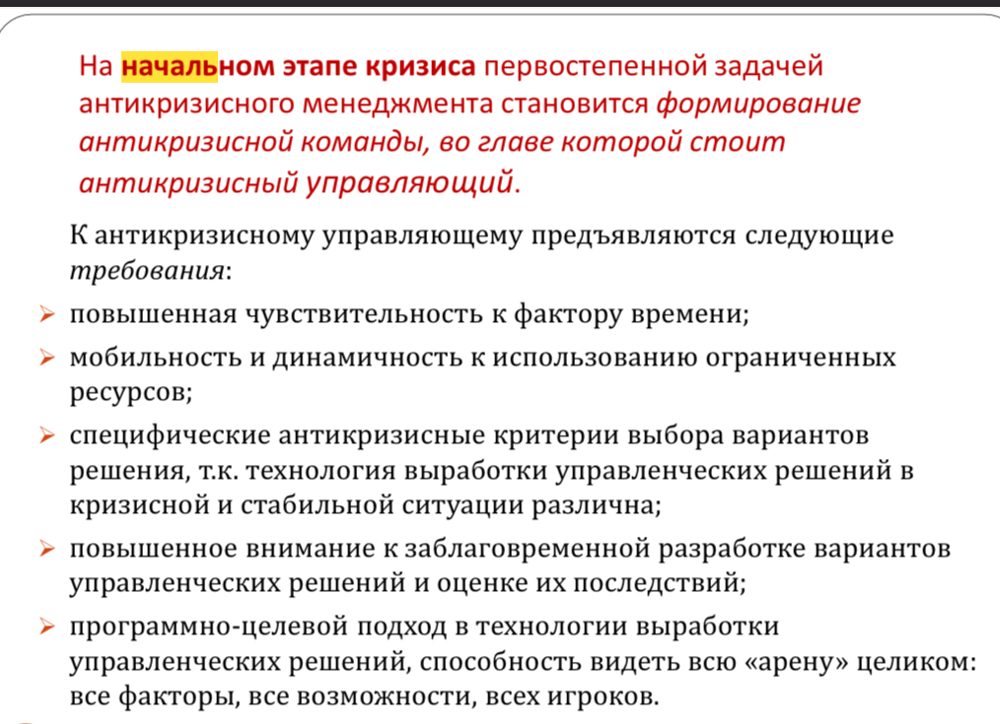 На начальном этапе кризиса первостепенной задачей
антикризисного менеджмента становится формирование
антикризисной команды, во главе которой стоит
антикризисный управляющий.
К антикризисному управляющему предъявляются следующие
требования:
повышенная чувствительность к фактору времени;
мобильность и динамичность к использованию ограниченных
ресурсов;
специфические антикризисные критерии выбора вариантов
решения, т.к. технология выработки управленческих решений в
кризисной и стабильной ситуации различна;
повышенное внимание к заблаговременной разработке вариантов
управленческих решений и оценке их последствий;
программно-целевой подход в технологии выработки
управленческих решений, способность видеть всю «арену» целиком:
все факторы, все возможности, всех игроков.